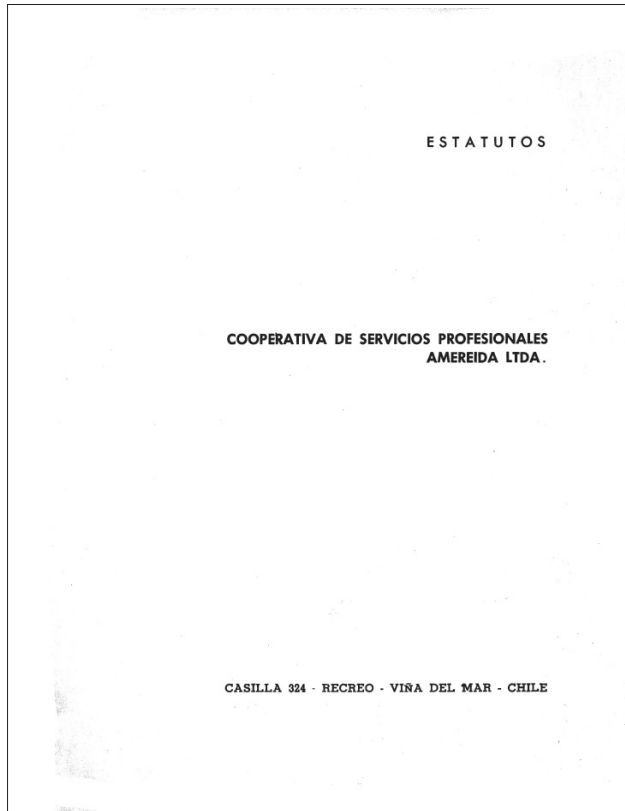 ESTATUTOS
COOPERATIVA DE SERVICIOS PROFESIONALES
AMEREIDA LTDA.
CASILLA 324 - RECREO - VIÑA DEL MAR - CHILE